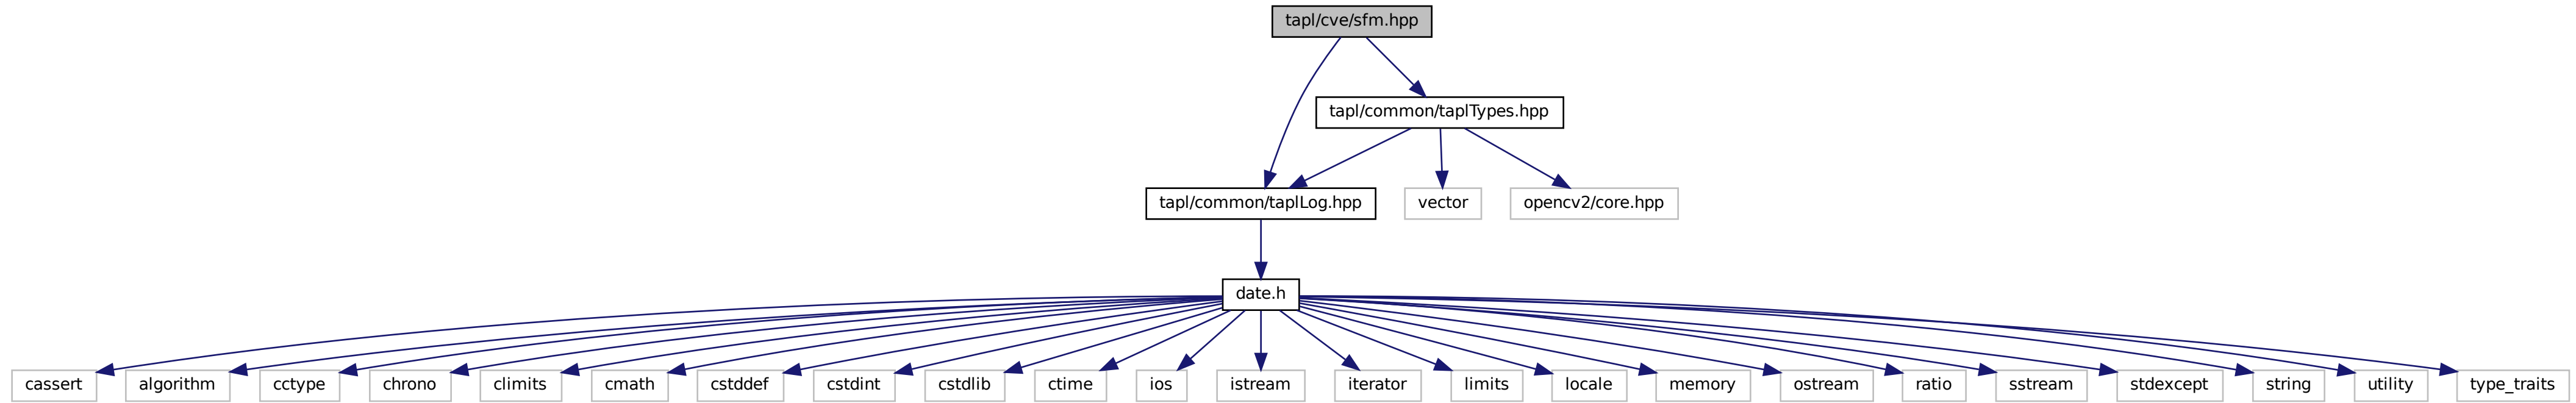 tapl/cve/sfm.hpp
tapl/common/taplTypes.hpp
tapl/common/taplLog.hpp
vector
opencv2/core.hpp
date.h
cassert
algorithm
cctype
chrono
climits
cmath
cstddef
cstdint
cstdlib
ctime
ios
istream
iterator
limits
locale
memory
ostream
ratio
sstream
stdexcept
string
utility
type_traits